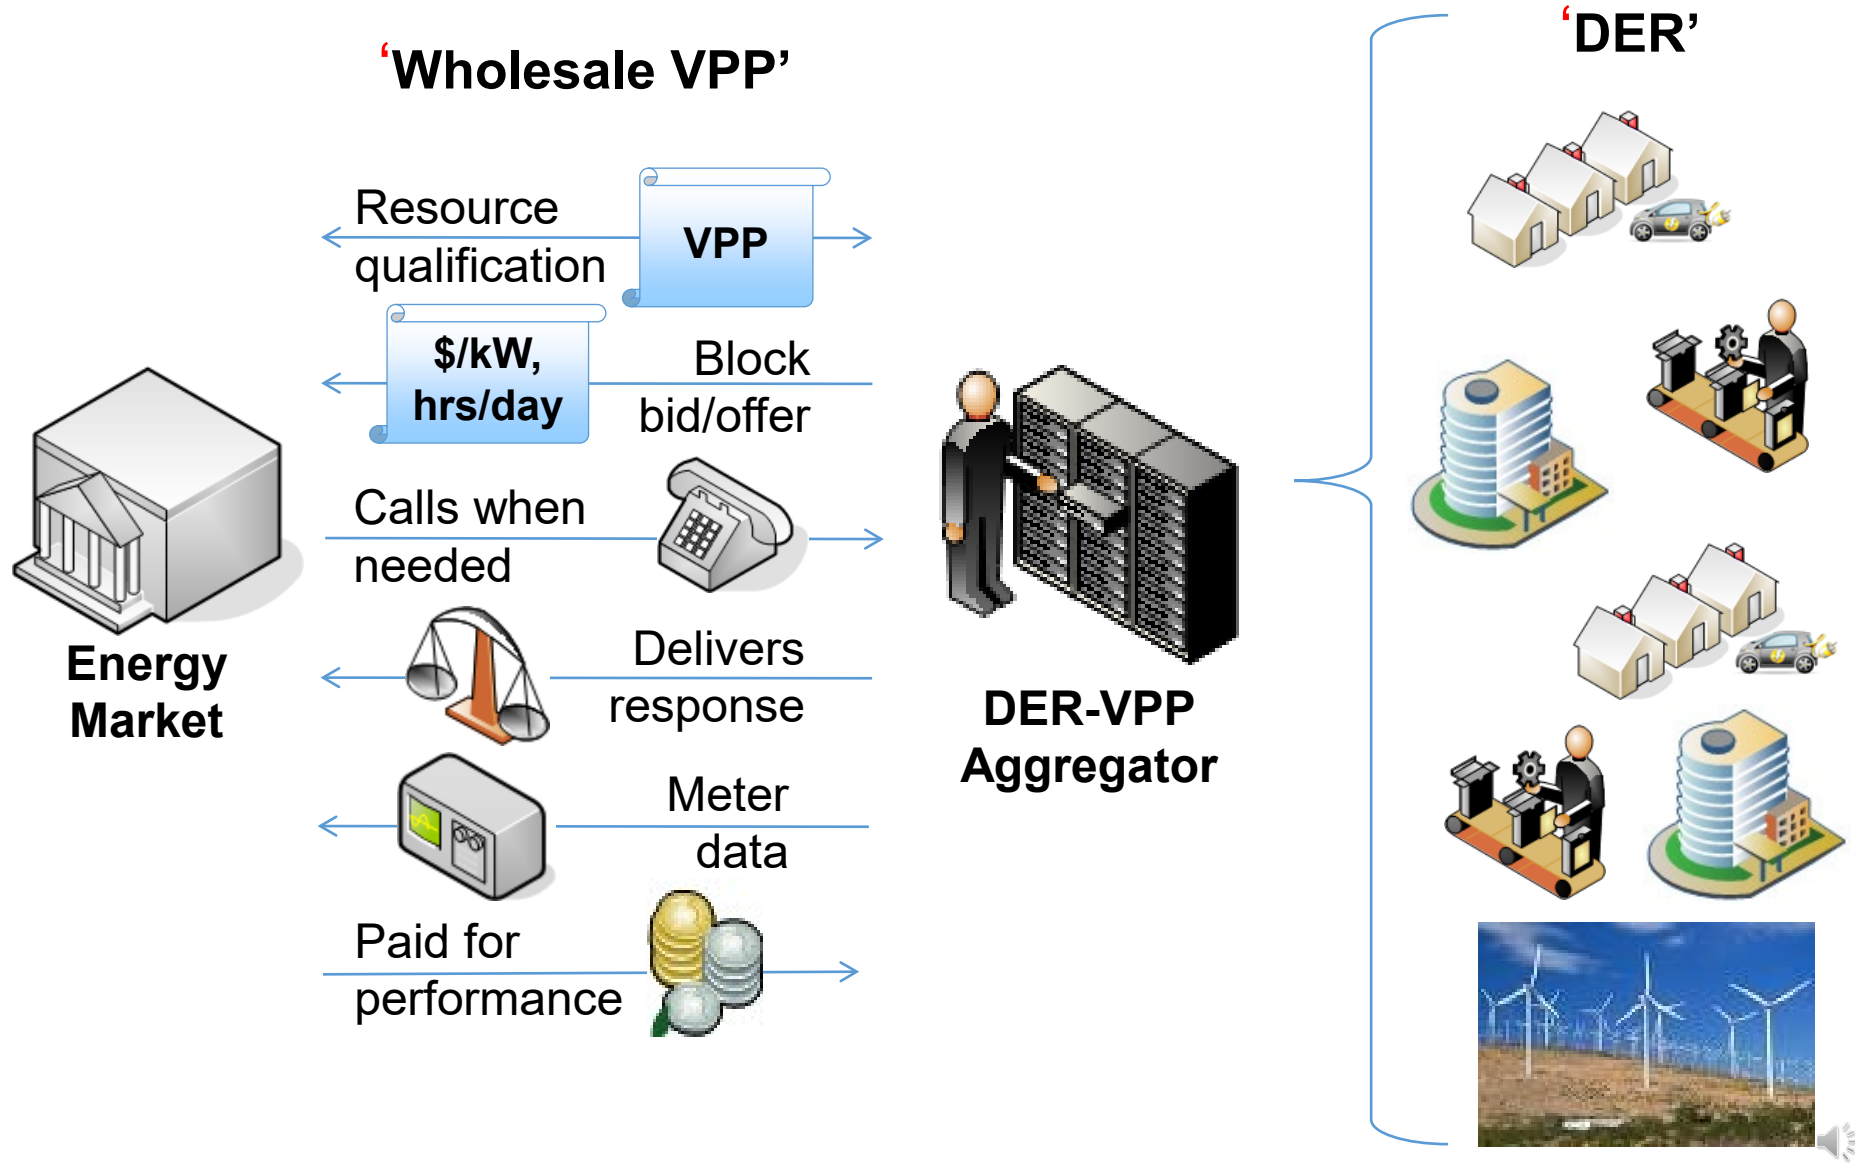 ‘Wholesale VPP’
‘DER’
Resource
qualification
VPP
$/kW,
hrs/day
Block
bid/offer
Calls when
needed
Delivers
response
Meter
data
Paid for
performance
Energy
Market
DER-VPP
Aggregator